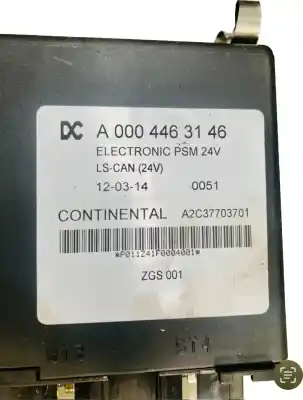 DC A 000 446 31 46
ELECTRONIC PSM 24V
LS-CAN (24V)
12-03-14 0051
CONTINENTAL A2C37703701
*P011241F0004001*
ZGS 001
ST4